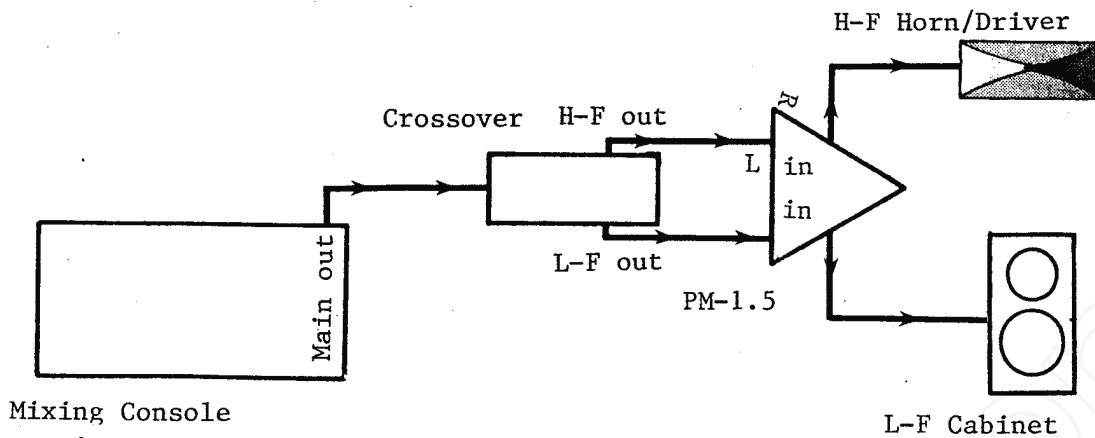 H-F Horn/Driver
Crossover
H-F out
R
L
in
in
L-F out
PM-1.5
Main out
Mixing Console
L-F Cabinet